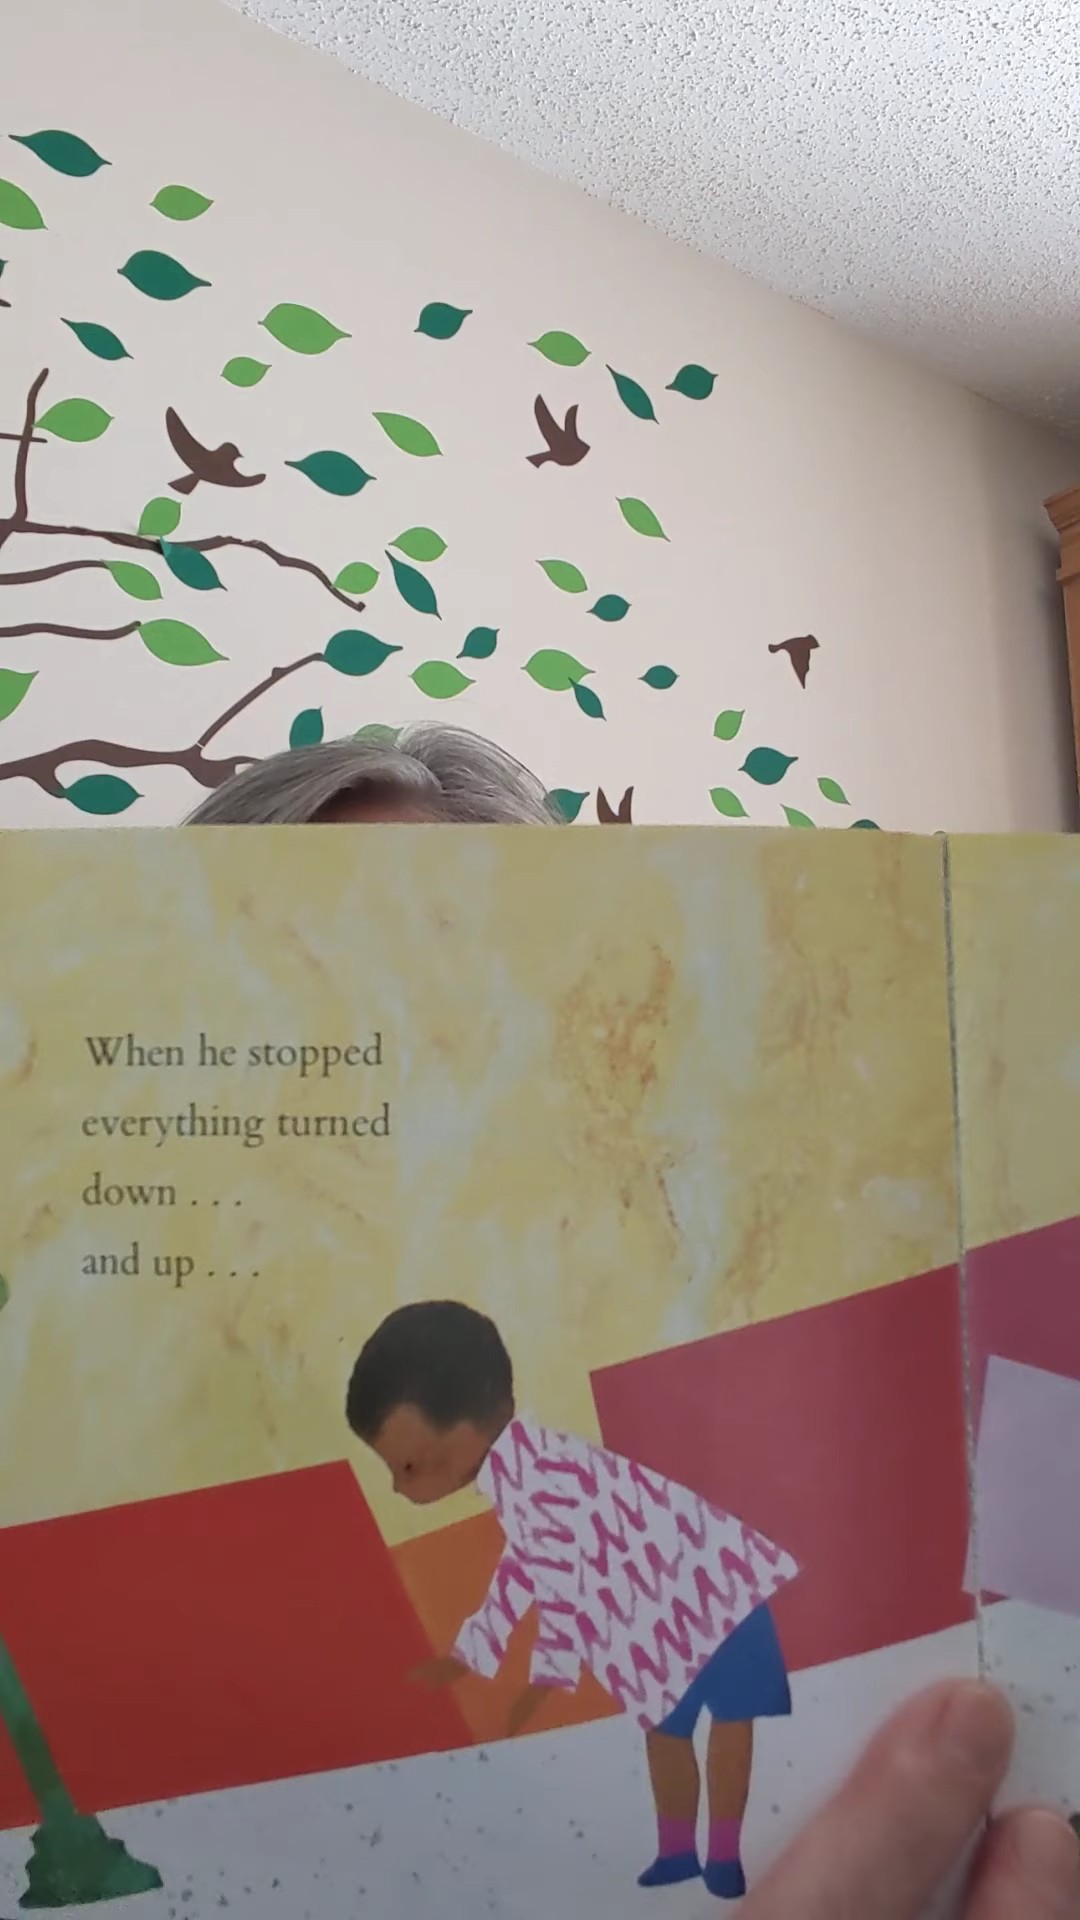 When he stopped
everything turned
down . . .
and up . . .